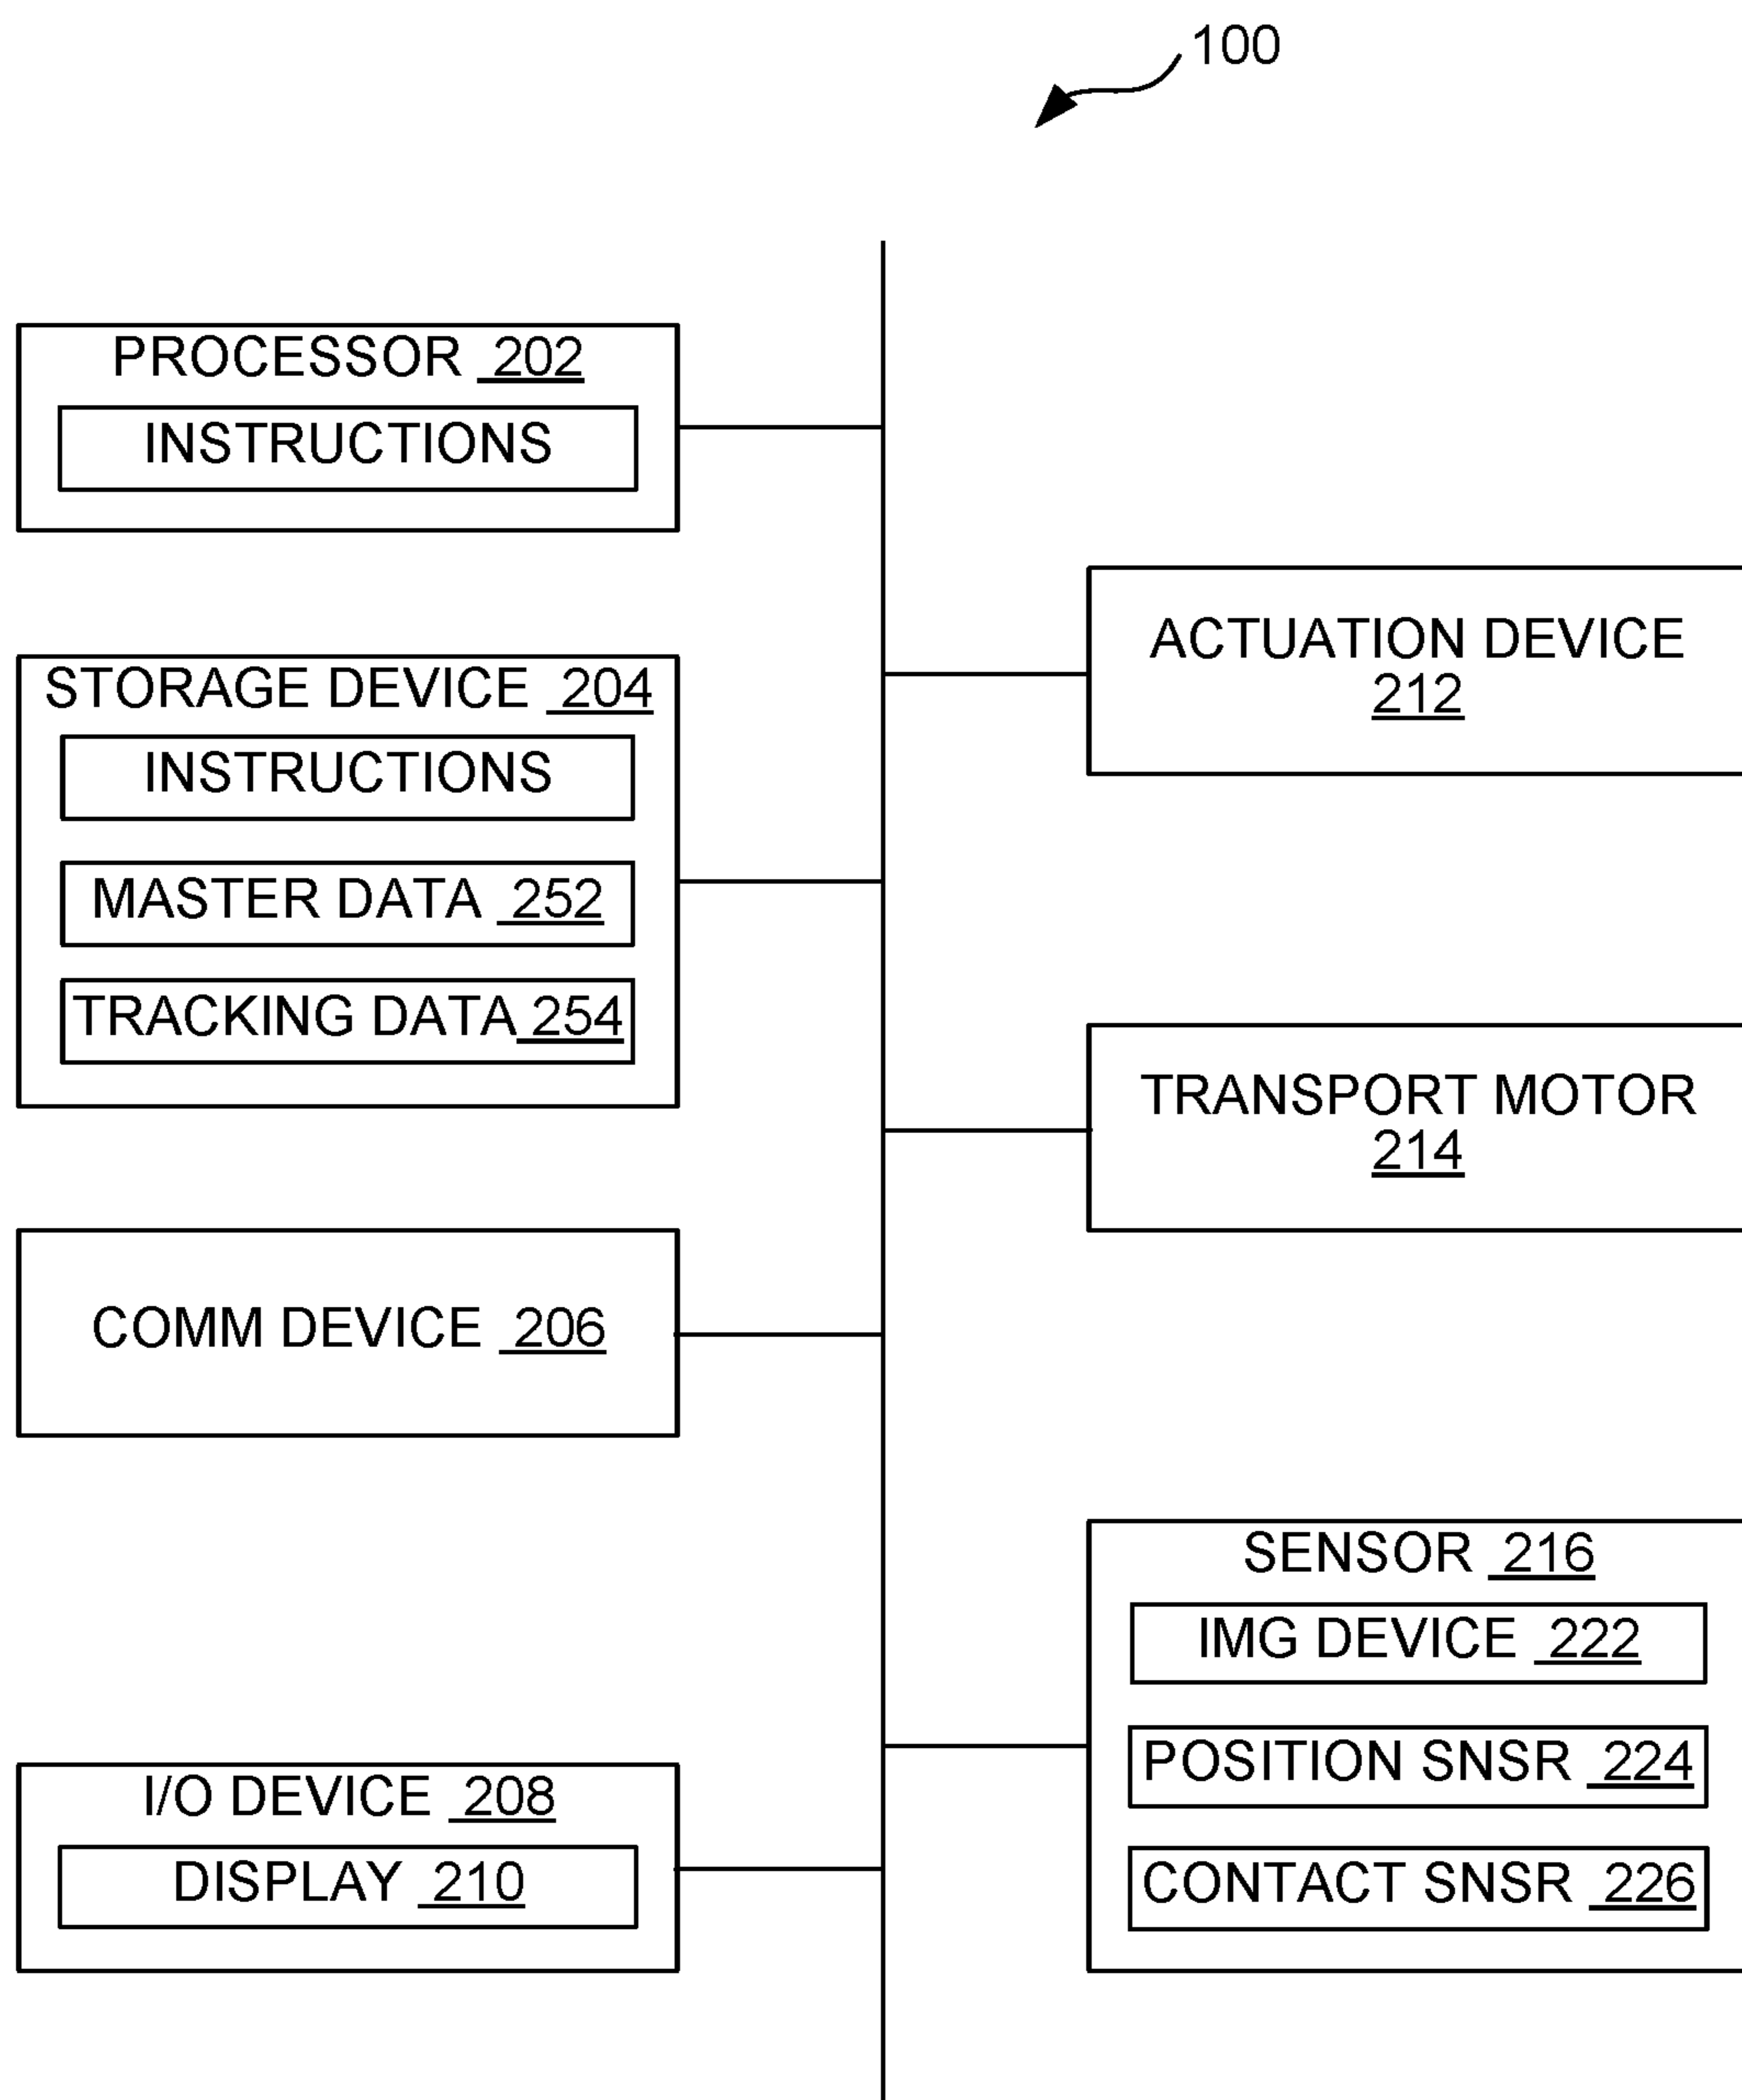 100
PROCESSOR 202
INSTRUCTIONS
STORAGE DEVICE 204
INSTRUCTIONS
MASTER DATA 252
TRACKING DATA 254
COMM DEVICE 206
I/O DEVICE 208
DISPLAY 210
ACTUATION DEVICE
212
TRANSPORT MOTOR
214
SENSOR 216
IMG DEVICE 222
POSITION SNSR 224
CONTACT SNSR 226